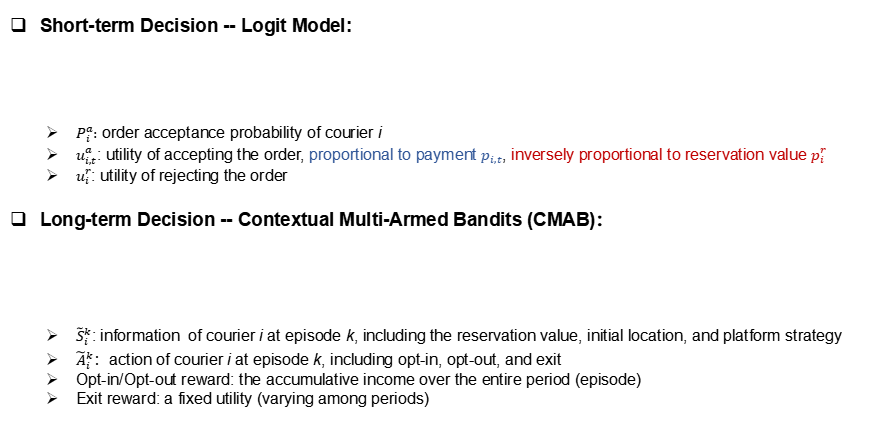 ❑ Short-term Decision -- Logit Model:
➢ $P_i^a$: order acceptance probability of courier i
➢ $u_{i,t}^a$: utility of accepting the order, proportional to payment $p_{i,t}$, inversely proportional to reservation value $p_i^r$
➢ $u_i^r$: utility of rejecting the order
❑ Long-term Decision -- Contextual Multi-Armed Bandits (CMAB):
➢ $\tilde{S}_i^k$: information of courier i at episode k, including the reservation value, initial location, and platform strategy
➢ $\tilde{A}_i^k$: action of courier i at episode k, including opt-in, opt-out, and exit
➢ Opt-in/Opt-out reward: the accumulative income over the entire period (episode)
➢ Exit reward: a fixed utility (varying among periods)